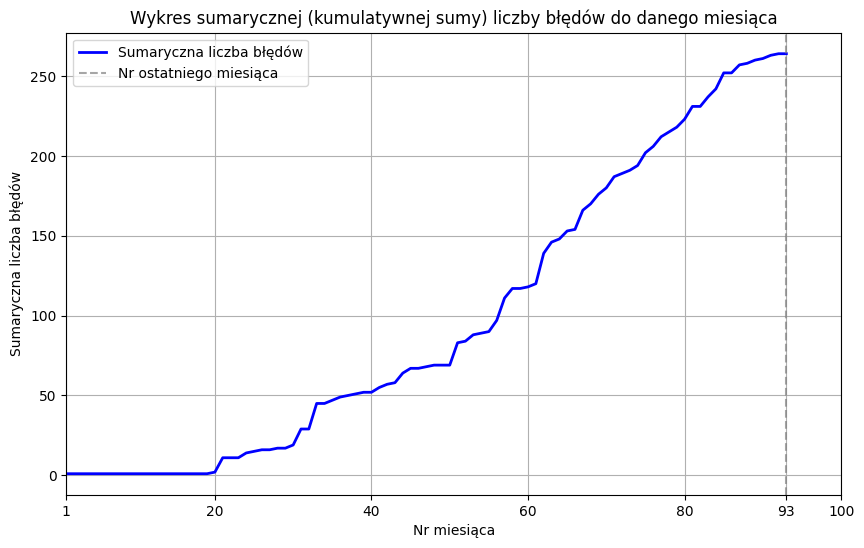 Wykres sumarycznej (kumulatywnej sumy) liczby błędów do danego miesiąca
Sumaryczna liczba błędów
Nr ostatniego miesiąca
Sumaryczna liczba błędów
250
200
150
100
50
0
1 20 40 60 80 93 100
Nr miesiąca